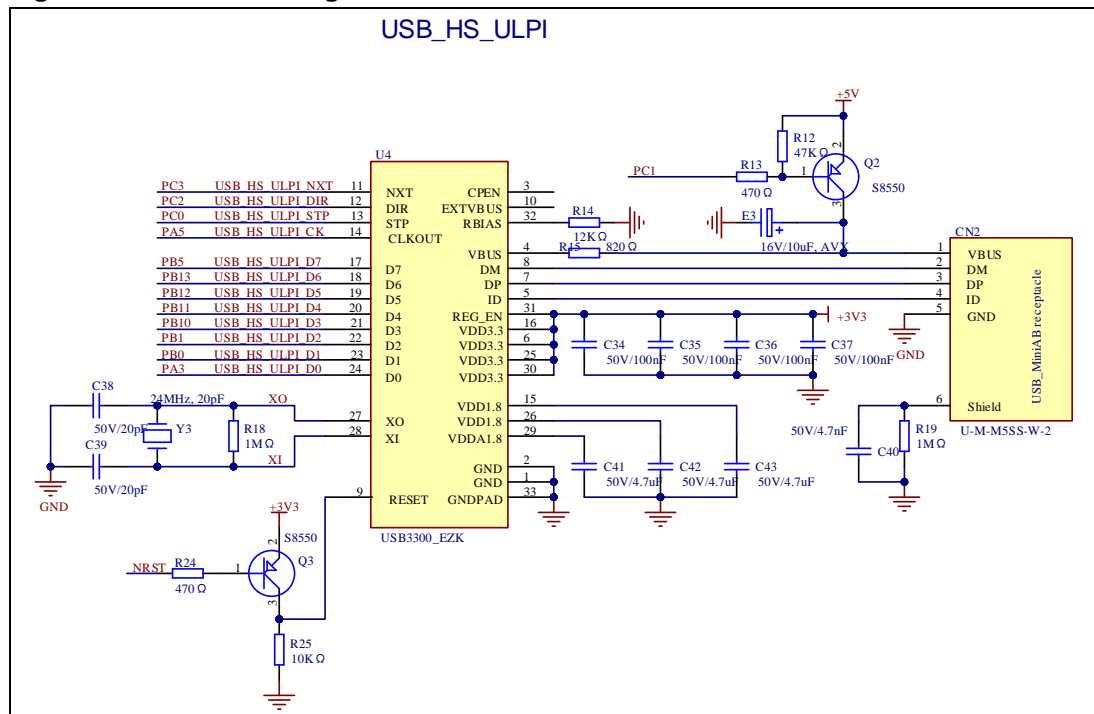 USB_HS_ULPI
+5V
R12
47KΩ
2
Q2
PC1
R13
470Ω
1
S8550
3
E3
+
16V/10uF, AVX
U4
PC3 USB_HS_ULPI_NXT 11 NXT
PC2 USB_HS_ULPI_DIR 12 DIR
PC0 USB_HS_ULPI_STP 13 STP
PA5 USB_HS_ULPI_CK 14 CLKOUT
PB5 USB_HS_ULPI_D7 17 D7
PB13 USB_HS_ULPI_D6 18 D6
PB12 USB_HS_ULPI_D5 19 D5
PB11 USB_HS_ULPI_D4 20 D4
PB10 USB_HS_ULPI_D3 21 D3
PB1 USB_HS_ULPI_D2 22 D2
PB0 USB_HS_ULPI_D1 23 D1
PA3 USB_HS_ULPI_D0 24 D0
27 XO
28 XI
9 RESET
CPEN 3
EXTVBUS 10
RBIAS 32
VBUS 4
DM 8
DP 7
ID 5
REG_EN 31
VDD3.3 16
VDD3.3 6
VDD3.3 25
VDD3.3 30
VDD1.8 15
VDD1.8 26
VDDA1.8 29
GND 2
GND 1
GNDPAD 33
USB3300_EZK
R14
12KΩ
R15 820Ω
CN2
1 VBUS
2 DM
3 DP
4 ID
5 GND
6 Shield
USB_MiniAB receptacle
U-M-M5SS-W-2
GND
+3V3
C34
50V/100nF
C35
50V/100nF
C36
50V/100nF
C37
50V/100nF
C38
50V/20pF
24MHz, 20pF
XO
Y3
R18
1MΩ
XI
C39
50V/20pF
GND
C41
50V/4.7uF
C42
50V/4.7uF
C43
50V/4.7uF
50V/4.7nF
C40
R19
1MΩ
+3V3
2
S8550
Q3
NRST
R24
470Ω
1
3
R25
10KΩ